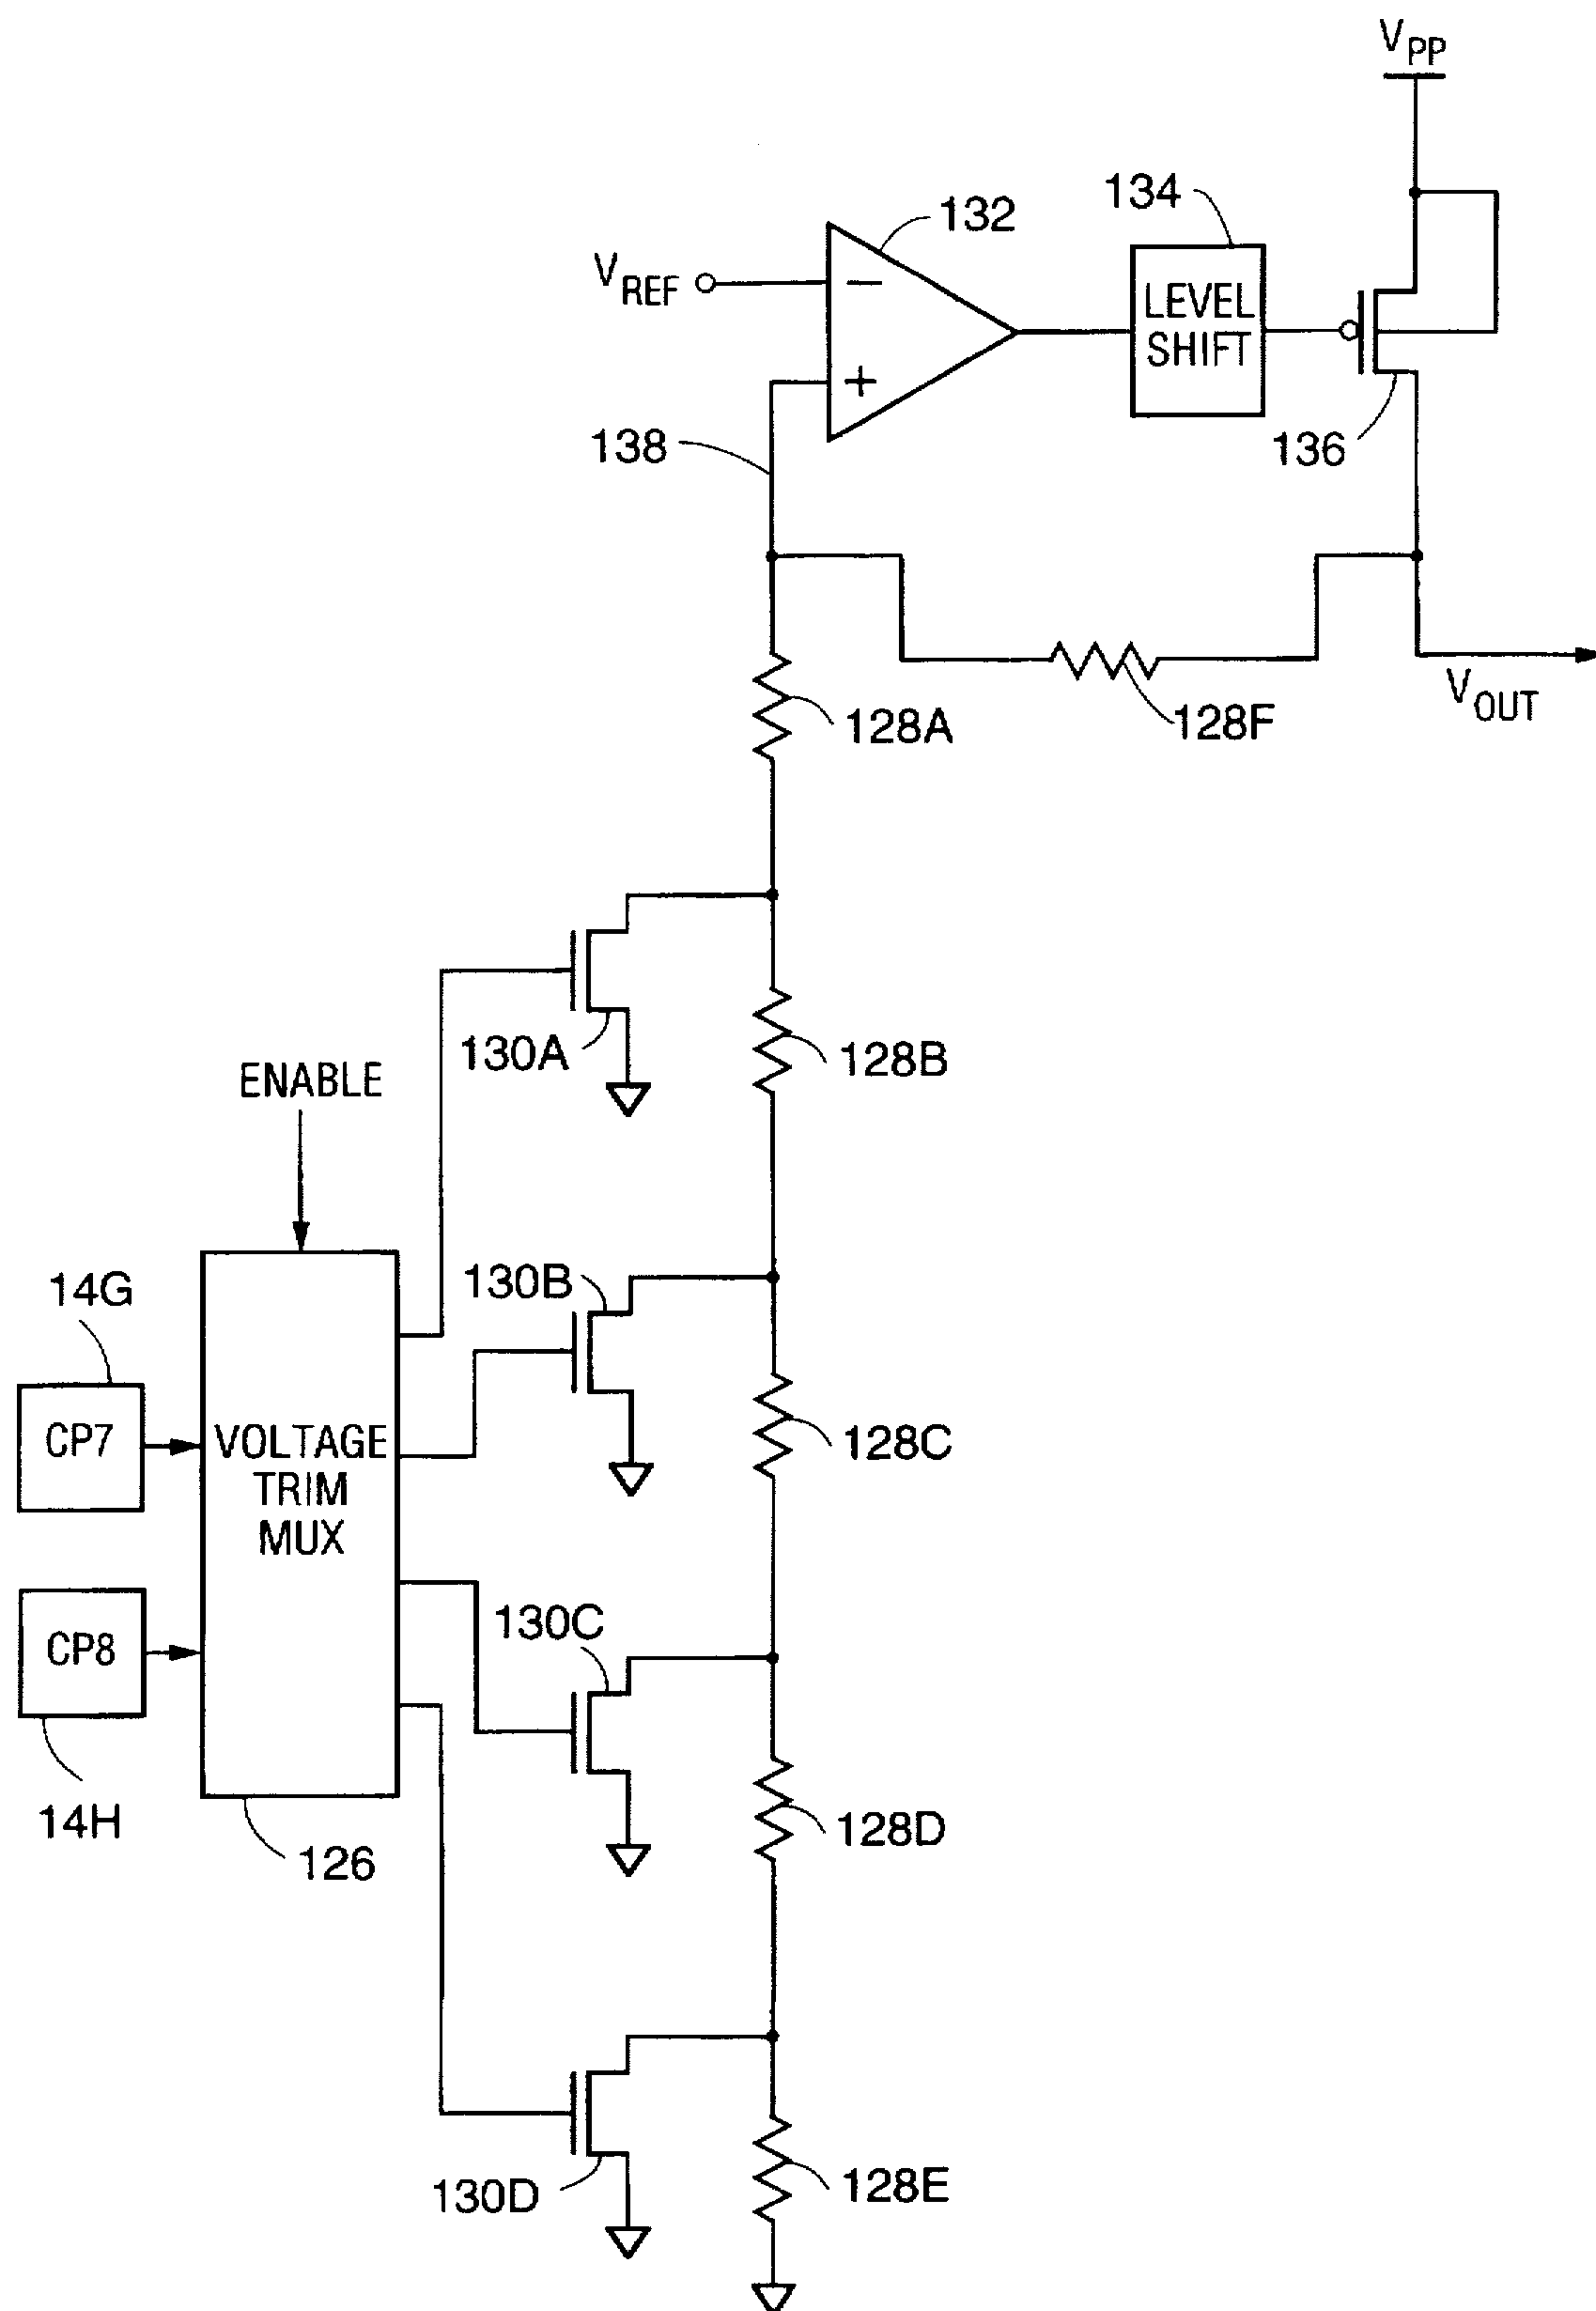 VPP
134
132
VREF
−
LEVEL
SHIFT
+
138
136
128A
128F
VOUT
130A
128B
ENABLE
14G
130B
CP7
VOLTAGE
TRIM
MUX
128C
CP8
130C
14H
126
128D
130D
128E